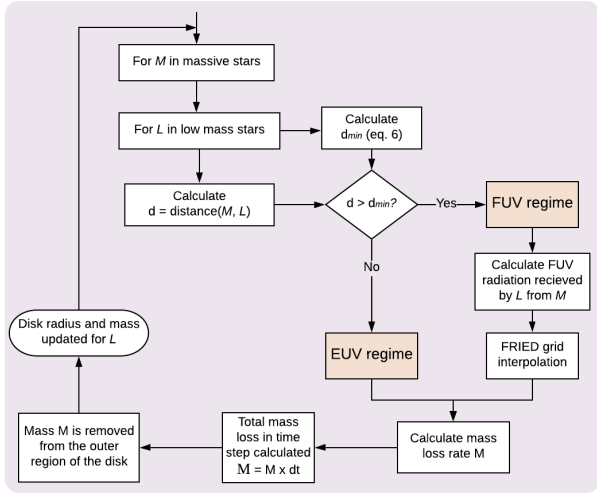 For M in massive stars
For L in low mass stars
Calculate
dmin (eq. 6)
Calculate
d = distance(M, L)
d > dmin?
Yes
FUV regime
No
Calculate FUV
radiation recieved
by L from M
Disk radius and mass
updated for L
EUV regime
FRIED grid
interpolation
Mass M is removed
from the outer
region of the disk
Total mass
loss in time
step calculated
M = M x dt
Calculate mass
loss rate M